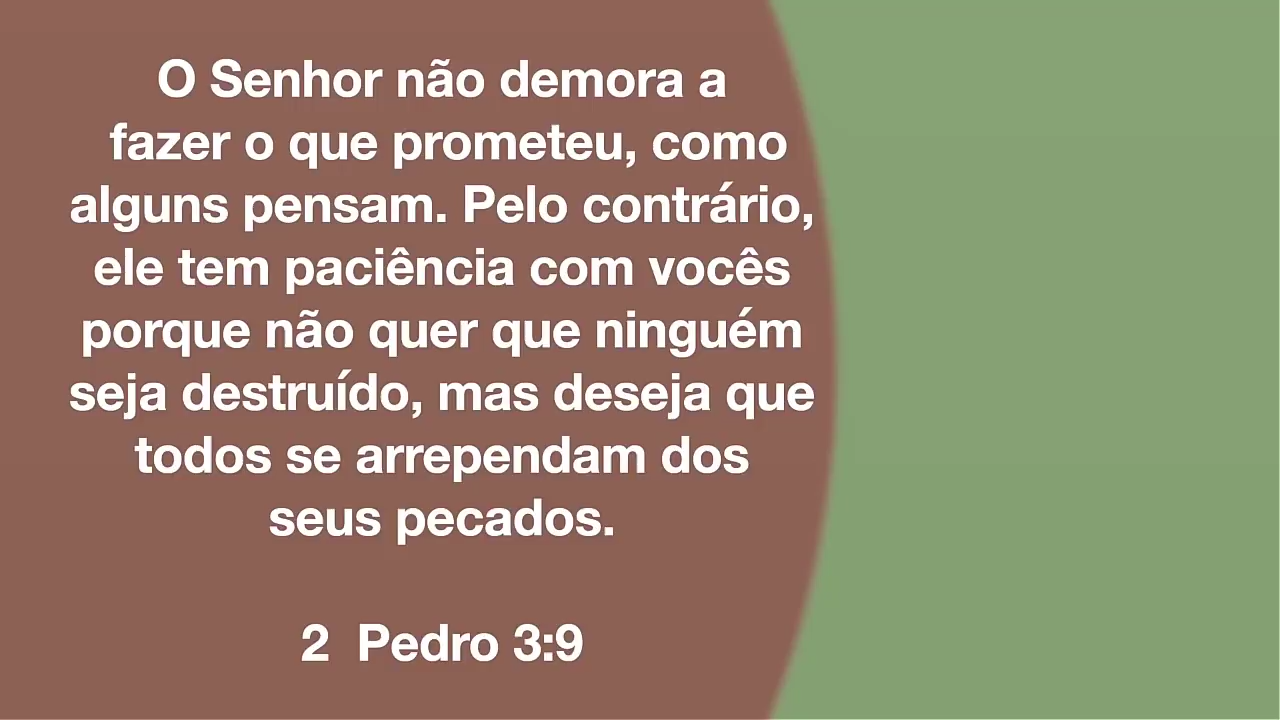 O Senhor não demora a
fazer o que prometeu, como
alguns pensam. Pelo contrário,
ele tem paciência com vocês
porque não quer que ninguém
seja destruído, mas deseja que
todos se arrependam dos
seus pecados.
2 Pedro 3:9